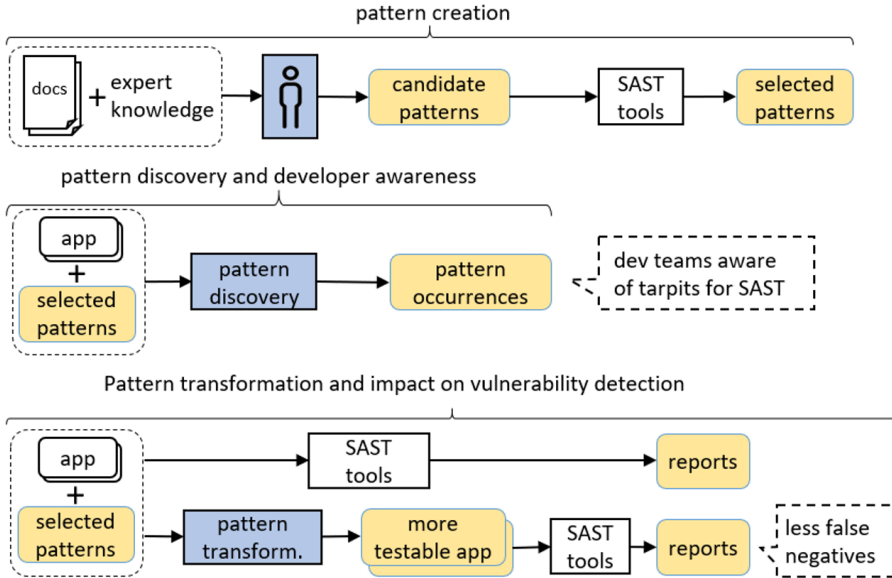 pattern creation
docs
+
expert
knowledge
candidate
patterns
SAST
tools
selected
patterns
pattern discovery and developer awareness
app
+
selected
patterns
pattern
discovery
pattern
occurrences
dev teams aware
of tarpits for SAST
Pattern transformation and impact on vulnerability detection
app
+
selected
patterns
SAST
tools
reports
pattern
transform.
more
testable app
SAST
tools
reports
less false
negatives